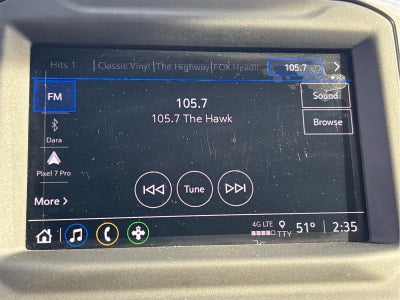 Hits 1 Classic Vinyl The Highway FOX Headli 105.7
FM
105.7
105.7 The Hawk
Sound
Browse
Dara
Pixel 7 Pro
Tune
More
4G LTE TTY 51° 2:35